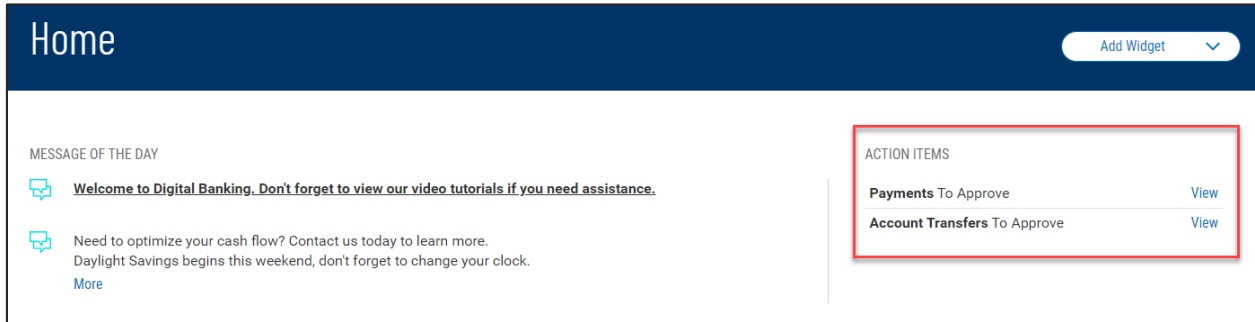 Home
Add Widget
MESSAGE OF THE DAY
Welcome to Digital Banking. Don't forget to view our video tutorials if you need assistance.
Need to optimize your cash flow? Contact us today to learn more.
Daylight Savings begins this weekend, don't forget to change your clock.
More
ACTION ITEMS
Payments To Approve View
Account Transfers To Approve View